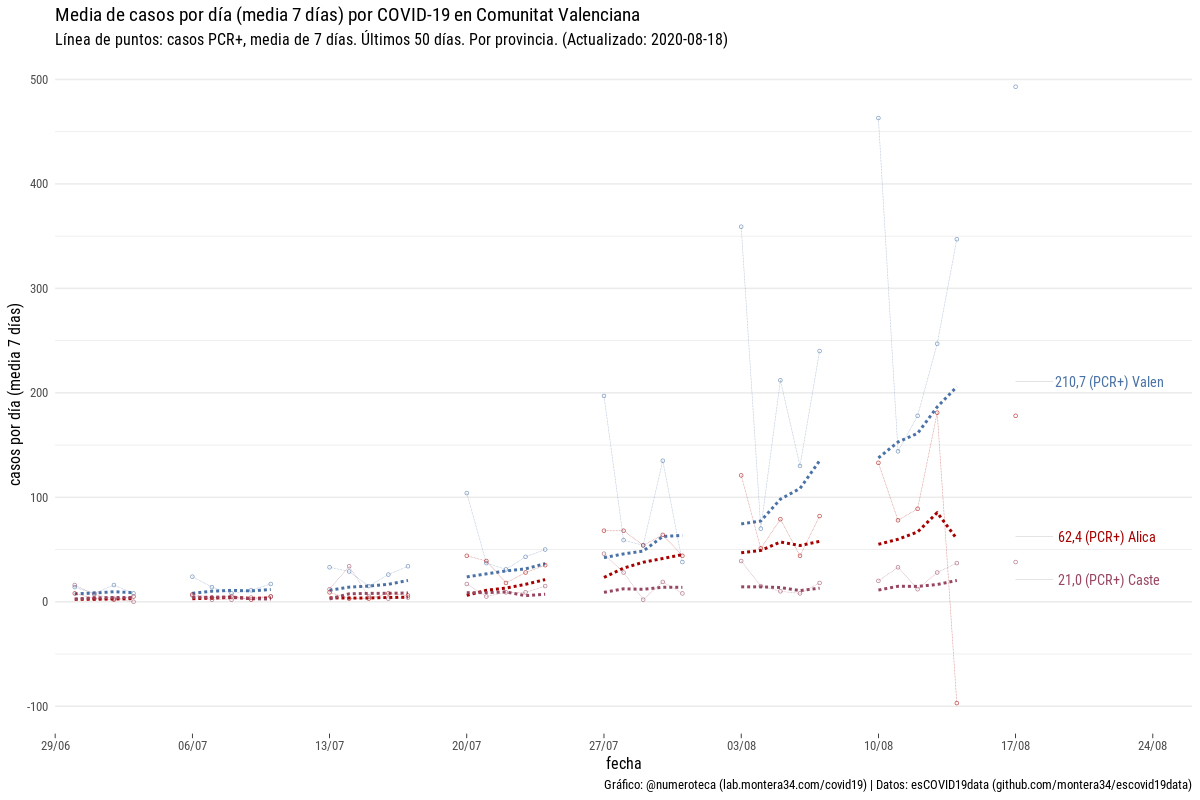 Media de casos por día (media 7 días) por COVID-19 en Comunitat Valenciana
Línea de puntos: casos PCR+, media de 7 días. Últimos 50 días. Por provincia. (Actualizado: 2020-08-18)
casos por día (media 7 días)
500
400
300
200
100
0
-100
210,7 (PCR+) Valen
62,4 (PCR+) Alica
21,0 (PCR+) Caste
29/06
06/07
13/07
20/07
27/07
03/08
10/08
17/08
24/08
fecha
Gráfico: @numeroteca (lab.montera34.com/covid19) | Datos: esCOVID19data (github.com/montera34/escovid19data)